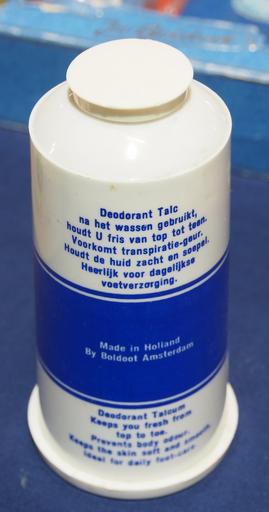 Deodorant Talc
na het wassen gebruikt,
houdt U fris van top tot teen.
Voorkomt transpiratie-geur.
Houdt de huid zacht en soepel.
Heerlijk voor dagelijkse
voetverzorging.
Made in Holland
By Boldoot Amsterdam
Deodorant Talcum
Keeps you fresh from
top to toe.
Prevents body odour.
Keeps the skin soft and smooth.
Ideal for daily foot-care.